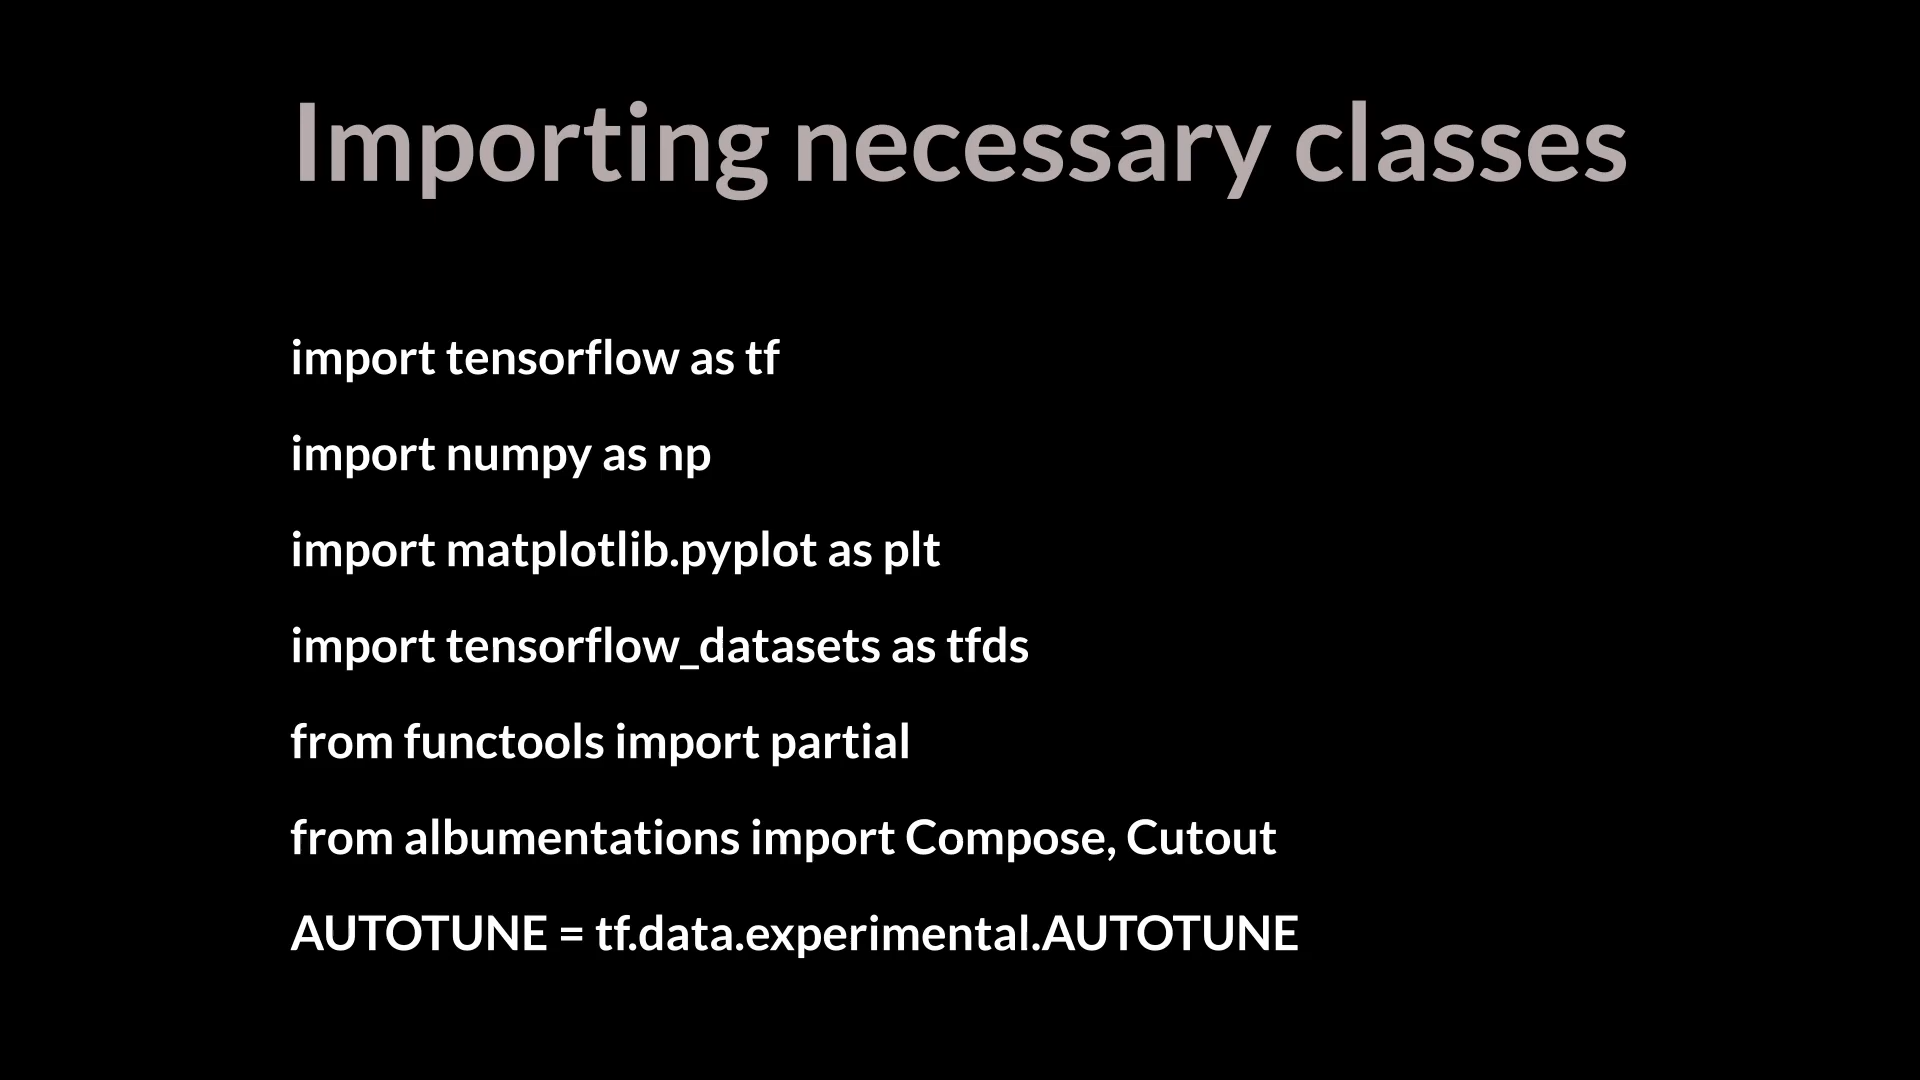 Importing necessary classes
import tensorflow as tf
import numpy as np
import matplotlib.pyplot as plt
import tensorflow_datasets as tfds
from functools import partial
from albumentations import Compose, Cutout
AUTOTUNE = tf.data.experimental.AUTOTUNE